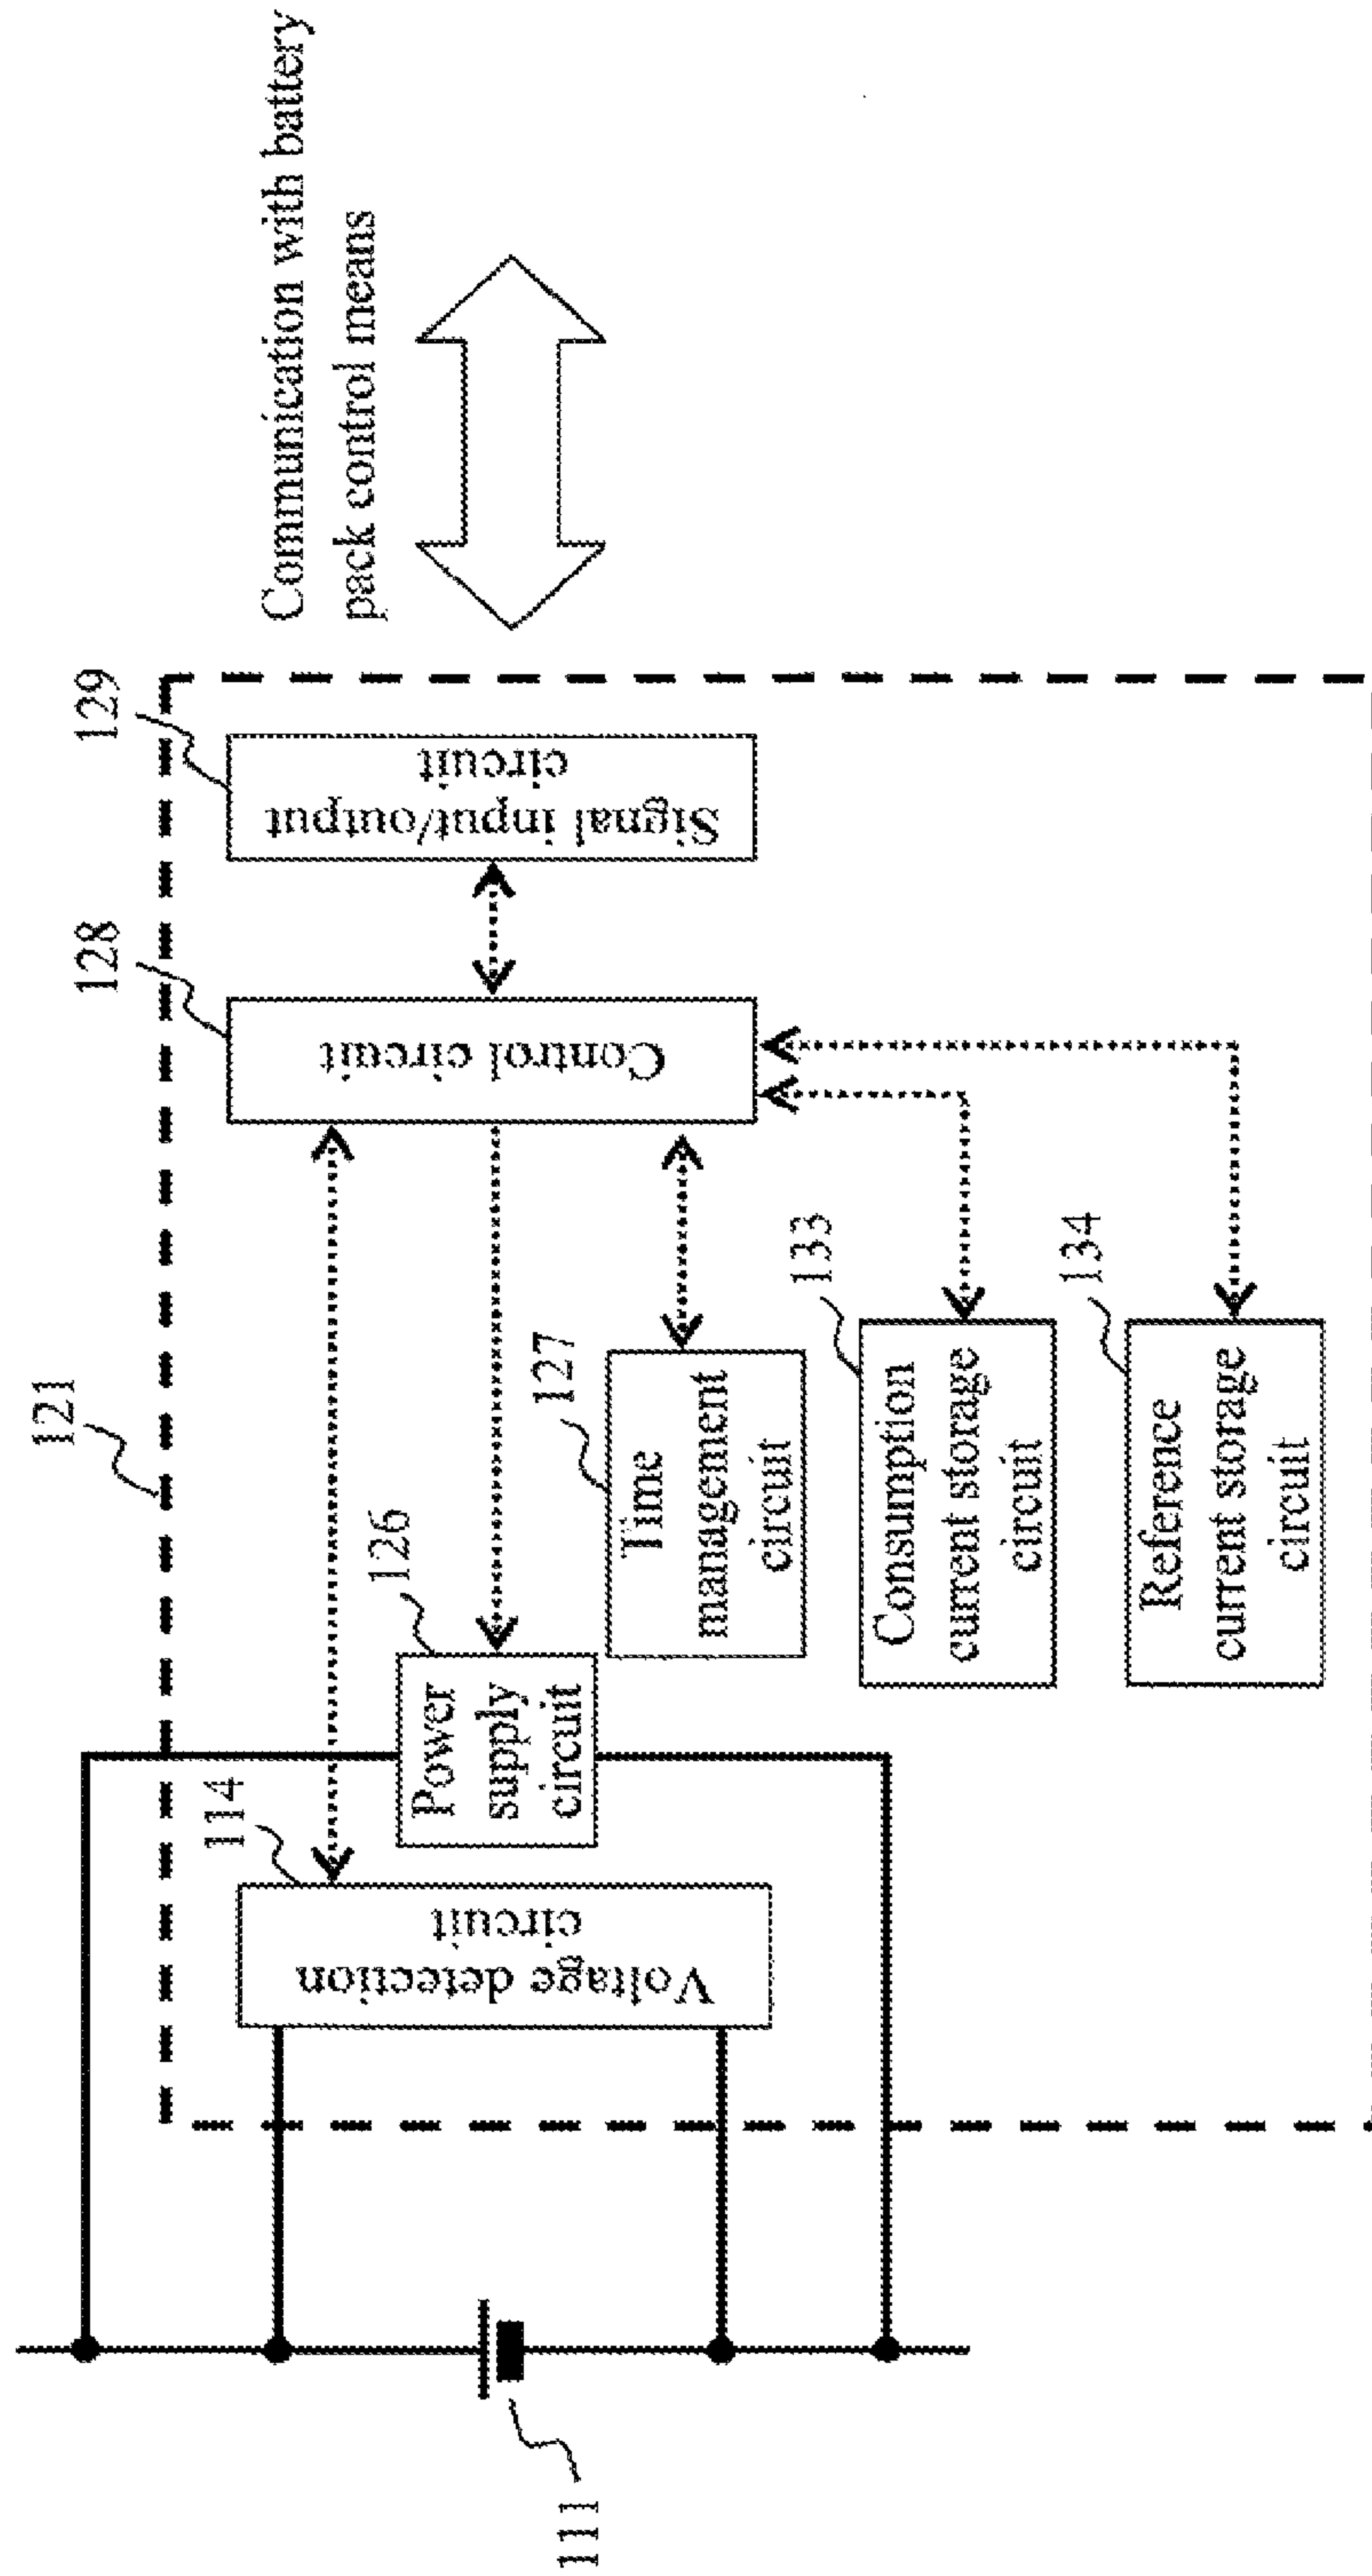 121
128
129
Communication with battery
pack control means
114
126
Voltage detection
circuit
Power
supply
circuit
Control circuit
Signal input/output
circuit
127
Time
management
circuit
111
133
Consumption
current storage
circuit
134
Reference
current storage
circuit